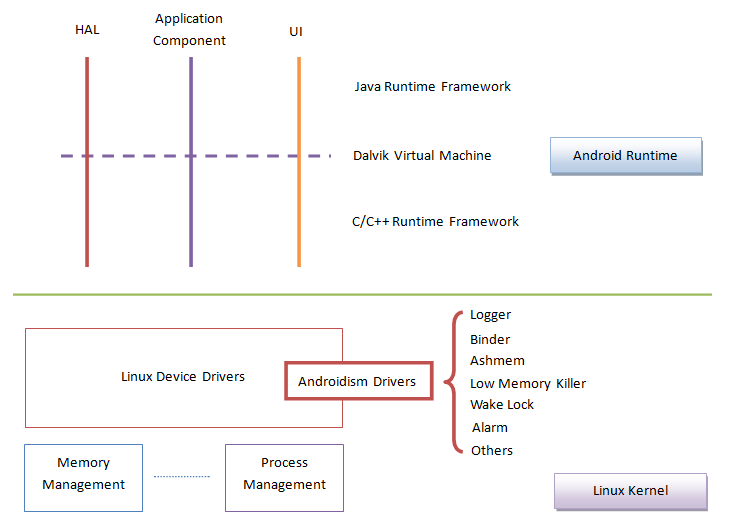 HAL
Application
Component
UI
Java Runtime Framework
Dalvik Virtual Machine
Android Runtime
C/C++ Runtime Framework
Logger
Binder
Ashmem
Linux Device Drivers
Androidism Drivers
Low Memory Killer
Wake Lock
Alarm
Others
Memory
Management
Process
Management
Linux Kernel